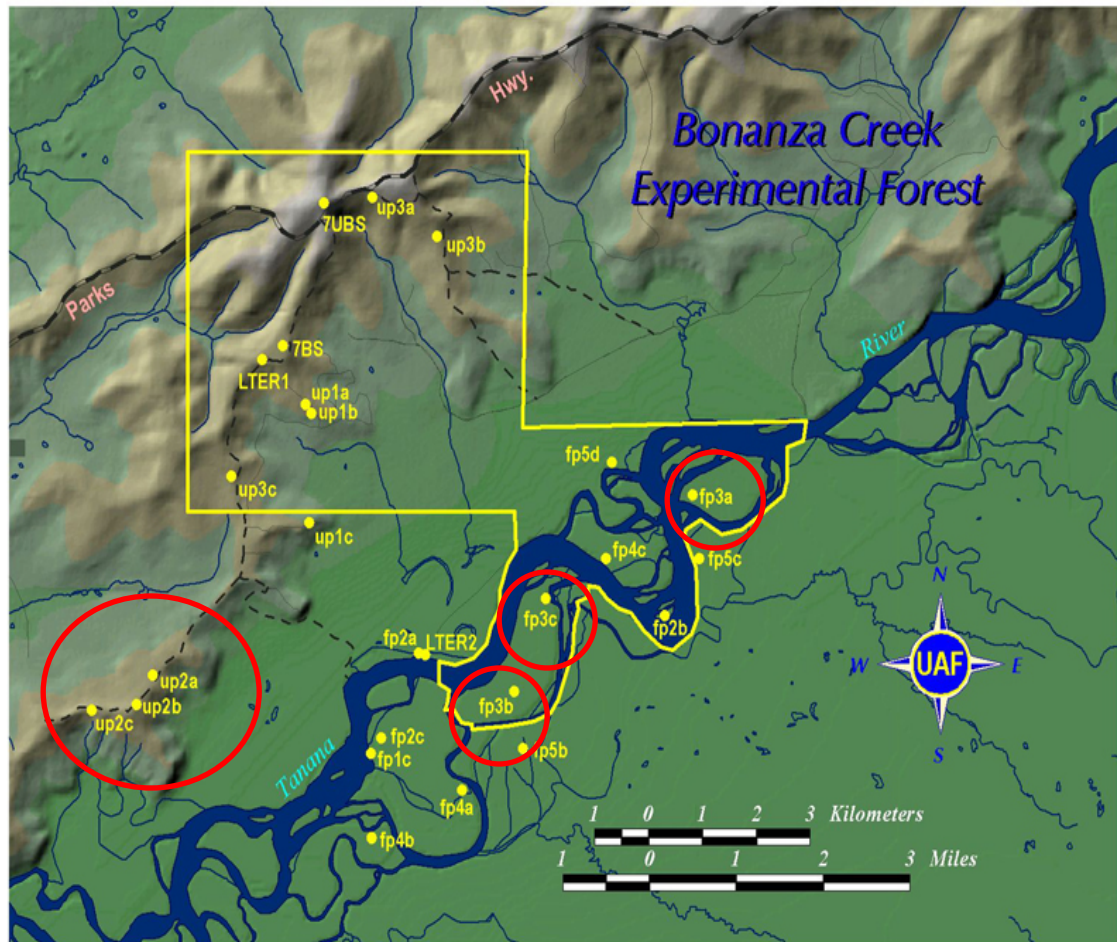 Bonanza Creek
Experimental Forest
Hwy.
Parks
up3a
7UBS
up3b
7BS
LTER1
up1a
up1b
up3c
up1c
River
fp5d
fp3a
fp4c
fp5c
fp3c
fp2b
fp2a
LTER2
up2a
up2b
up2c
fp3b
fp2c
fp1c
fp5b
Tanana
fp4a
fp4b
N
W UAF E
S
1 0 1 2 3 Kilometers
1 0 1 2 3 Miles